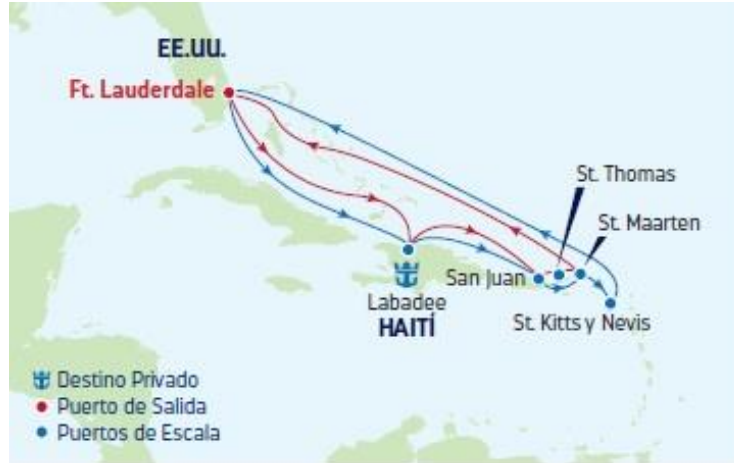 EE.UU.
Ft. Lauderdale
St. Thomas
St. Maarten
San Juan
St. Kitts y Nevis
Labadee
HAITÍ
Destino Privado
Puerto de Salida
Puertos de Escala